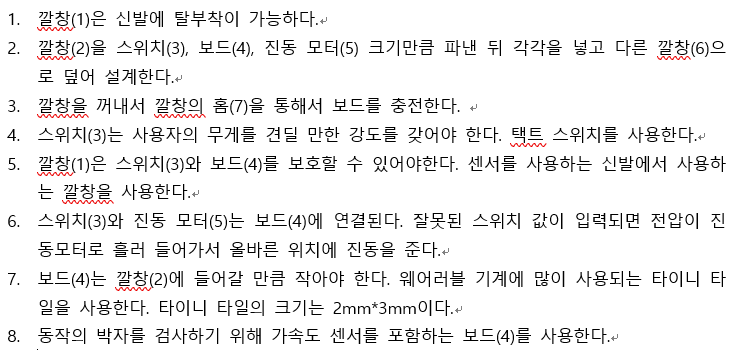 1. 깔창(1)은 신발에 탈부착이 가능하다.
2. 깔창(2)을 스위치(3), 보드(4), 진동 모터(5) 크기만큼 파낸 뒤 각각을 넣고 다른 깔창(6)으
로 덮어 설계한다.
3. 깔창을 꺼내서 깔창의 홈(7)을 통해서 보드를 충전한다.
4. 스위치(3)는 사용자의 무게를 견딜 만한 강도를 갖어야 한다. 택트 스위치를 사용한다.
5. 깔창(1)은 스위치(3)와 보드(4)를 보호할 수 있어야한다. 센서를 사용하는 신발에서 사용하
는 깔창을 사용한다.
6. 스위치(3)와 진동 모터(5)는 보드(4)에 연결된다. 잘못된 스위치 값이 입력되면 전압이 진
동모터로 흘러 들어가서 올바른 위치에 진동을 준다.
7. 보드(4)는 깔창(2)에 들어갈 만큼 작아야 한다. 웨어러블 기계에 많이 사용되는 타이니 타
일을 사용한다. 타이니 타일의 크기는 2mm*3mm이다.
8. 동작의 박자를 검사하기 위해 가속도 센서를 포함하는 보드(4)를 사용한다.